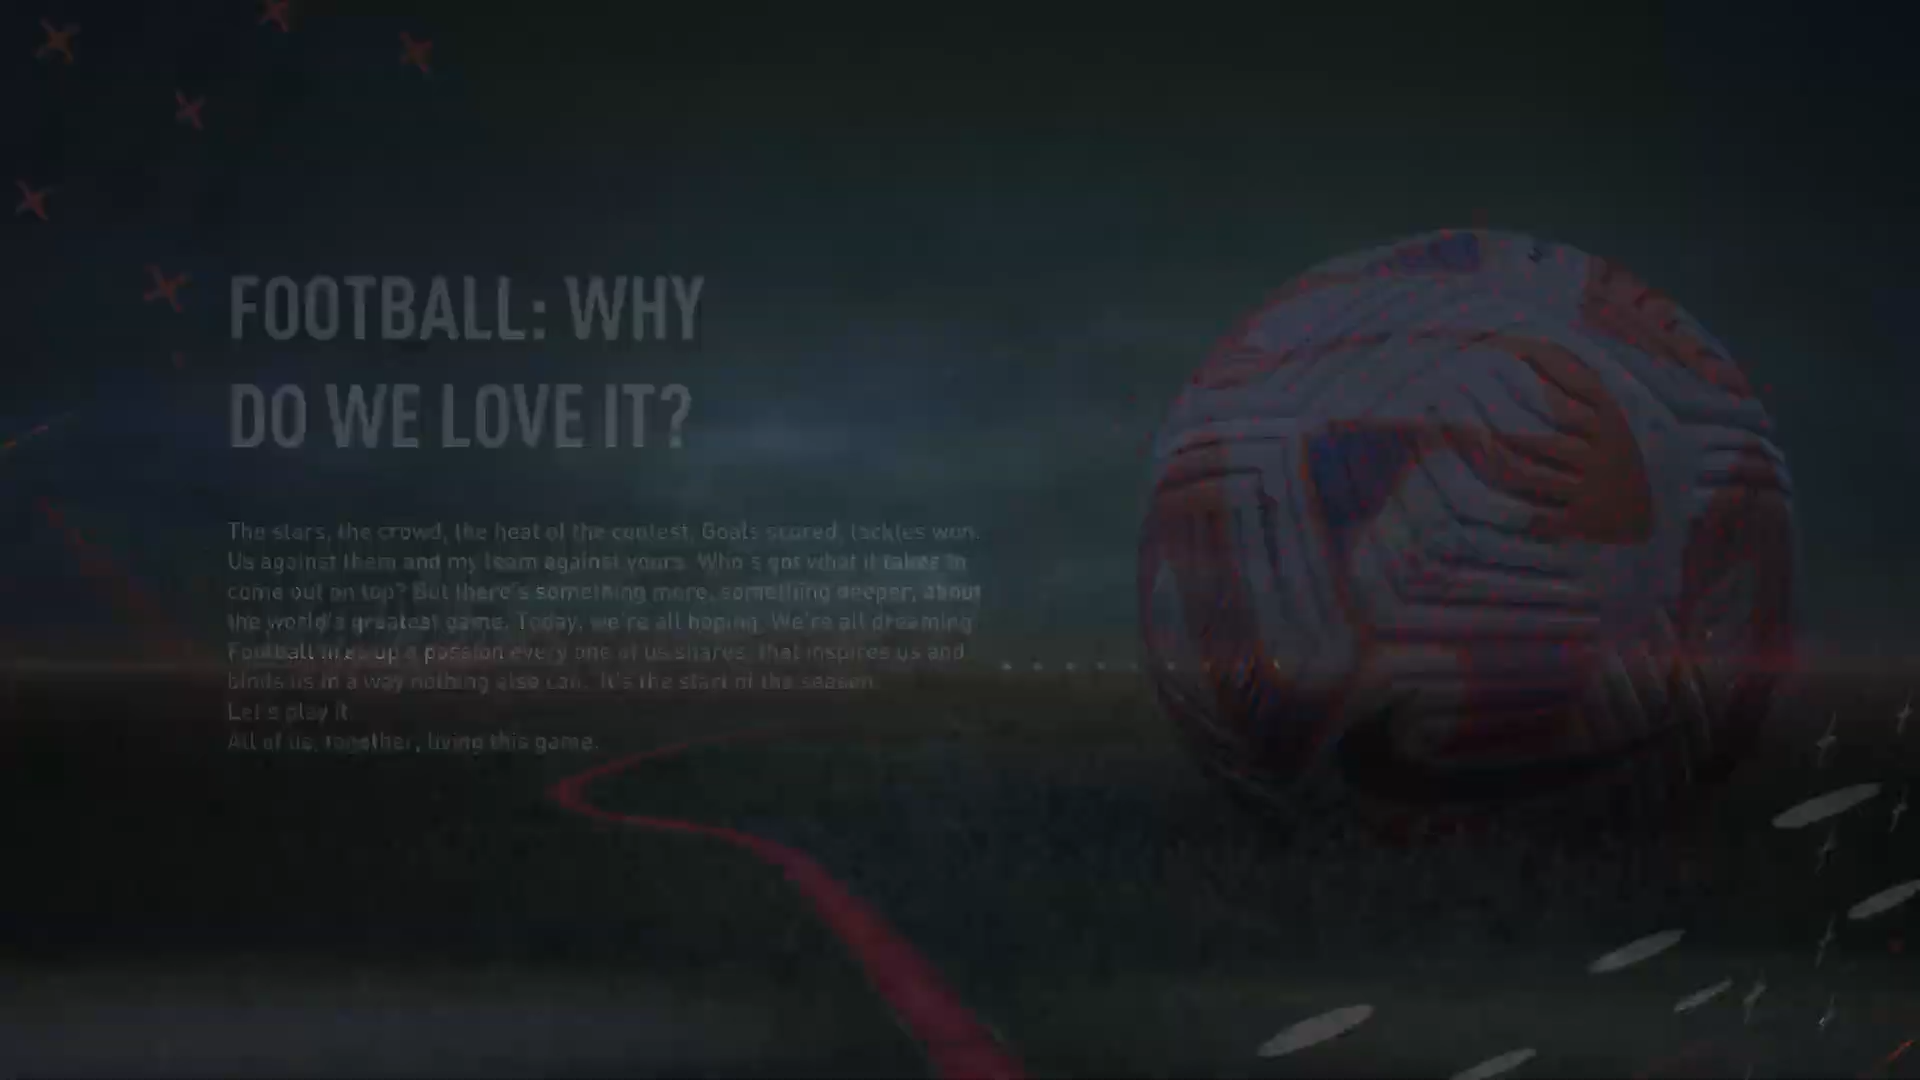 FOOTBALL: WHY
DO WE LOVE IT?
The stars, the crowd, the heat of the contest. Goals scored, tackles won.
Us against them and my team against yours. Who's got what it takes to
come out on top? But there's something more, something deeper, about
the world's greatest game. Today, we're all hoping. We're all dreaming.
Football fires up a passion every one of us shares, that inspires us and
binds us in a way nothing else can. It's the start of the season.
Let's play it.
All of us, together, living this game.